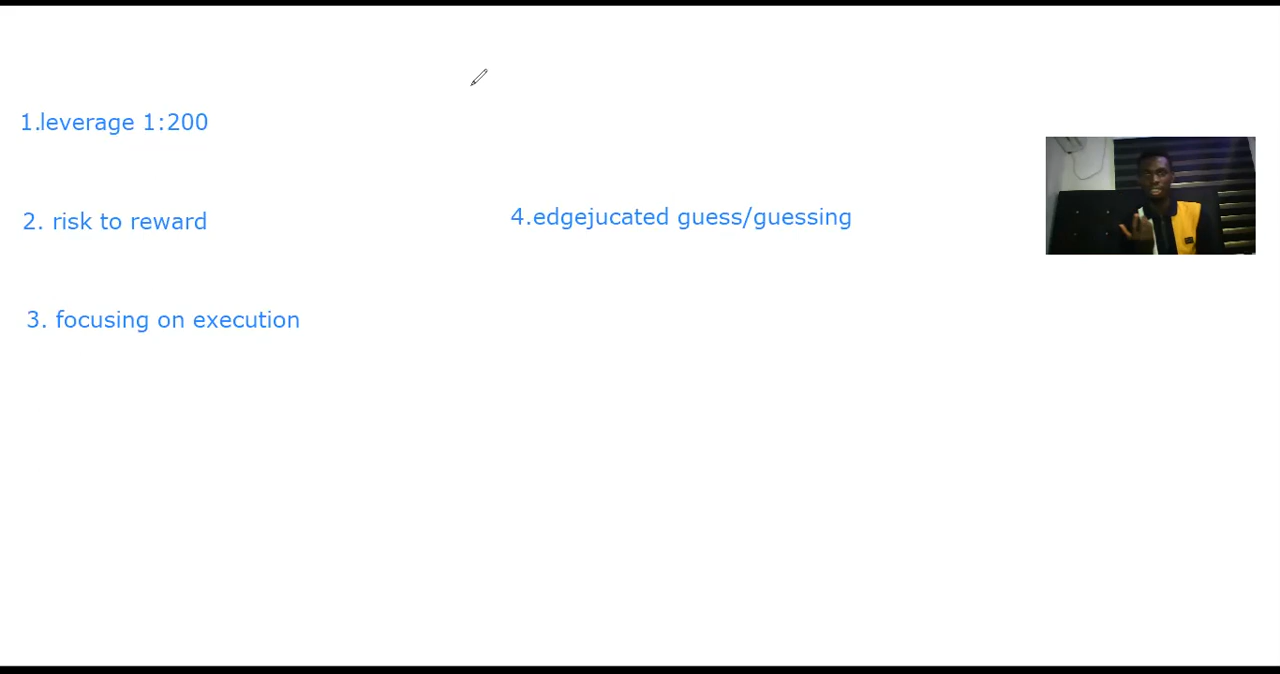 1.leverage 1:200
2. risk to reward
3. focusing on execution
4.edgejucated guess/guessing